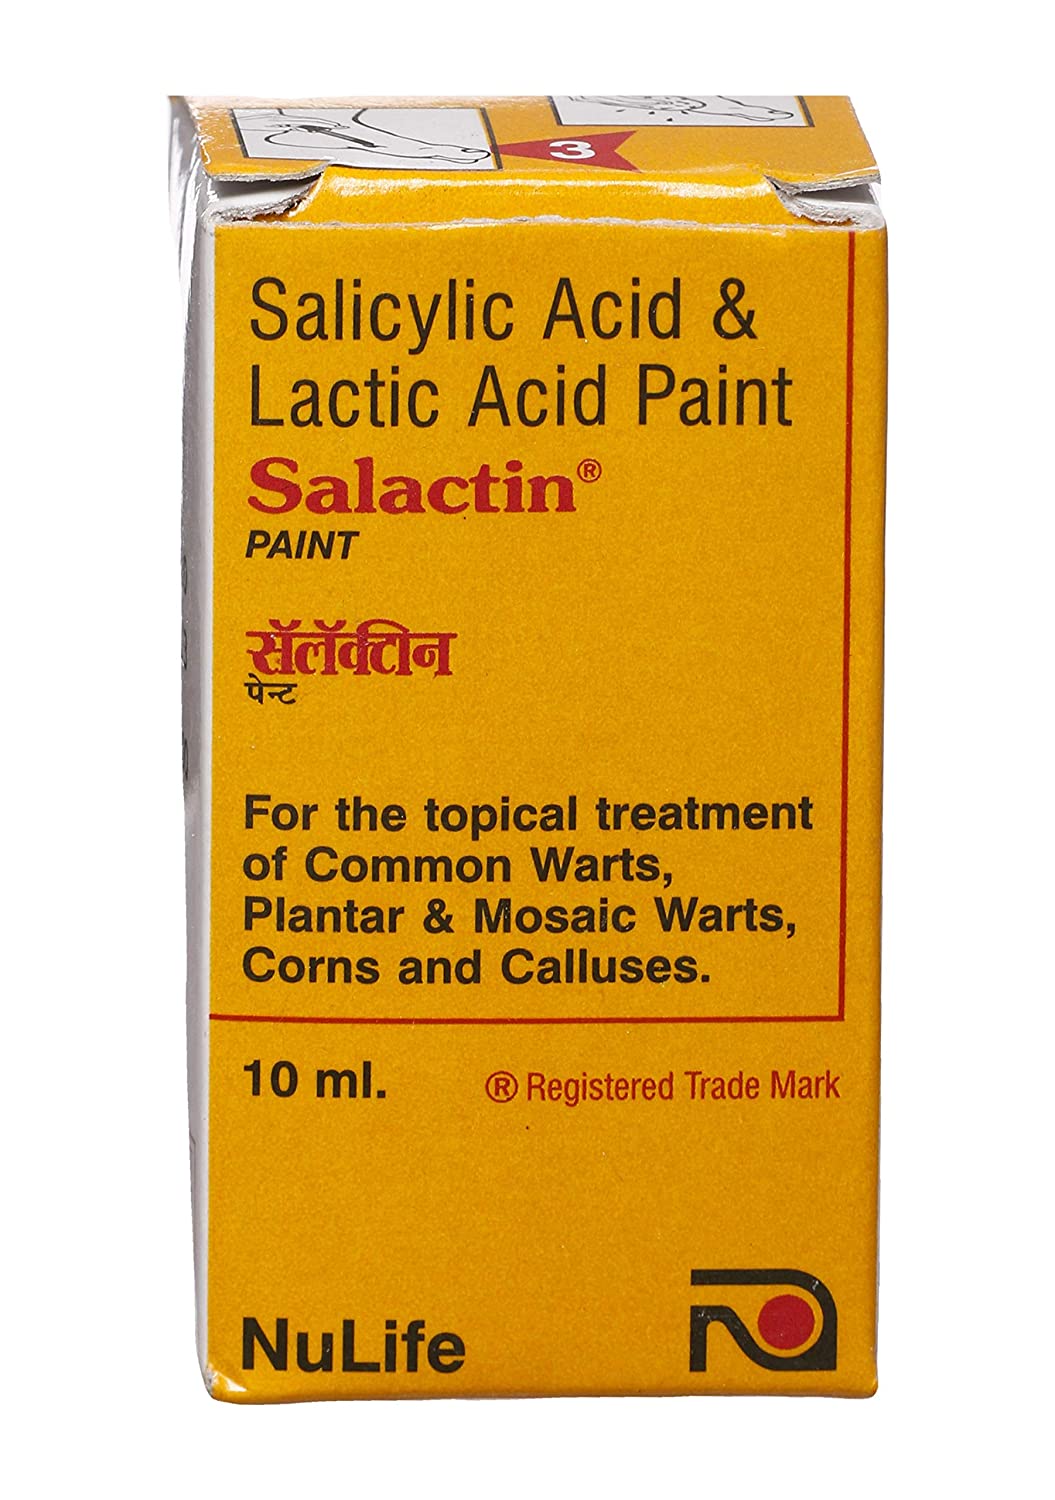 3
Salicylic Acid &
Lactic Acid Paint
Salactin®
PAINT
सॅलॅक्टीन
पेन्ट
For the topical treatment
of Common Warts,
Plantar & Mosaic Warts,
Corns and Calluses.
10 ml.
® Registered Trade Mark
NuLife